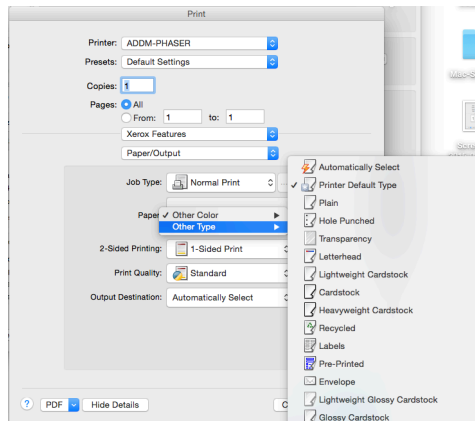 Print
Printer: ADDM-PHASER
Presets: Default Settings
Copies: 1
Pages: All
From: 1 to: 1
Xerox Features
Paper/Output
Job Type: Normal Print
Paper
Other Color
Other Type
2-Sided Printing: 1-Sided Print
Print Quality: Standard
Output Destination: Automatically Select
? PDF Hide Details C
Automatically Select
Printer Default Type
Plain
Hole Punched
Transparency
Letterhead
Lightweight Cardstock
Cardstock
Heavyweight Cardstock
Recycled
Labels
Pre-Printed
Envelope
Lightweight Glossy Cardstock
Glossy Cardstock